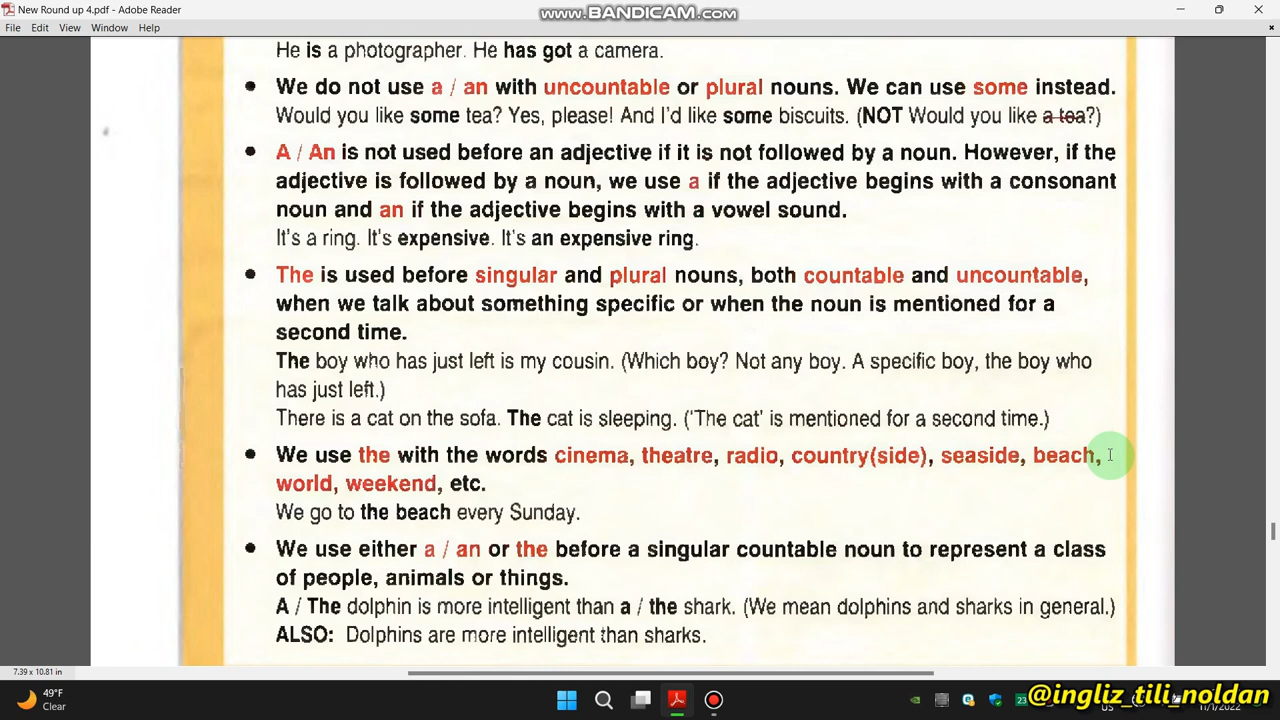 New Round up 4.pdf - Adobe Reader
www.BANDICAM.com
File Edit View Window Help
He is a photographer. He has got a camera.
• We do not use a / an with uncountable or plural nouns. We can use some instead.
Would you like some tea? Yes, please! And I'd like some biscuits. (NOT Would you like a tea?)
• A / An is not used before an adjective if it is not followed by a noun. However, if the
adjective is followed by a noun, we use a if the adjective begins with a consonant
noun and an if the adjective begins with a vowel sound.
It's a ring. It's expensive. It's an expensive ring.
• The is used before singular and plural nouns, both countable and uncountable,
when we talk about something specific or when the noun is mentioned for a
second time.
The boy who has just left is my cousin. (Which boy? Not any boy. A specific boy, the boy who
has just left.)
There is a cat on the sofa. The cat is sleeping. ('The cat' is mentioned for a second time.)
• We use the with the words cinema, theatre, radio, country(side), seaside, beach,
world, weekend, etc.
We go to the beach every Sunday.
• We use either a / an or the before a singular countable noun to represent a class
of people, animals or things.
A / The dolphin is more intelligent than a / the shark. (We mean dolphins and sharks in general.)
ALSO: Dolphins are more intelligent than sharks.
7.39 x 10.81 in
49°F
Clear
23
@ingliz_tili_noldan
US
11/1/2022